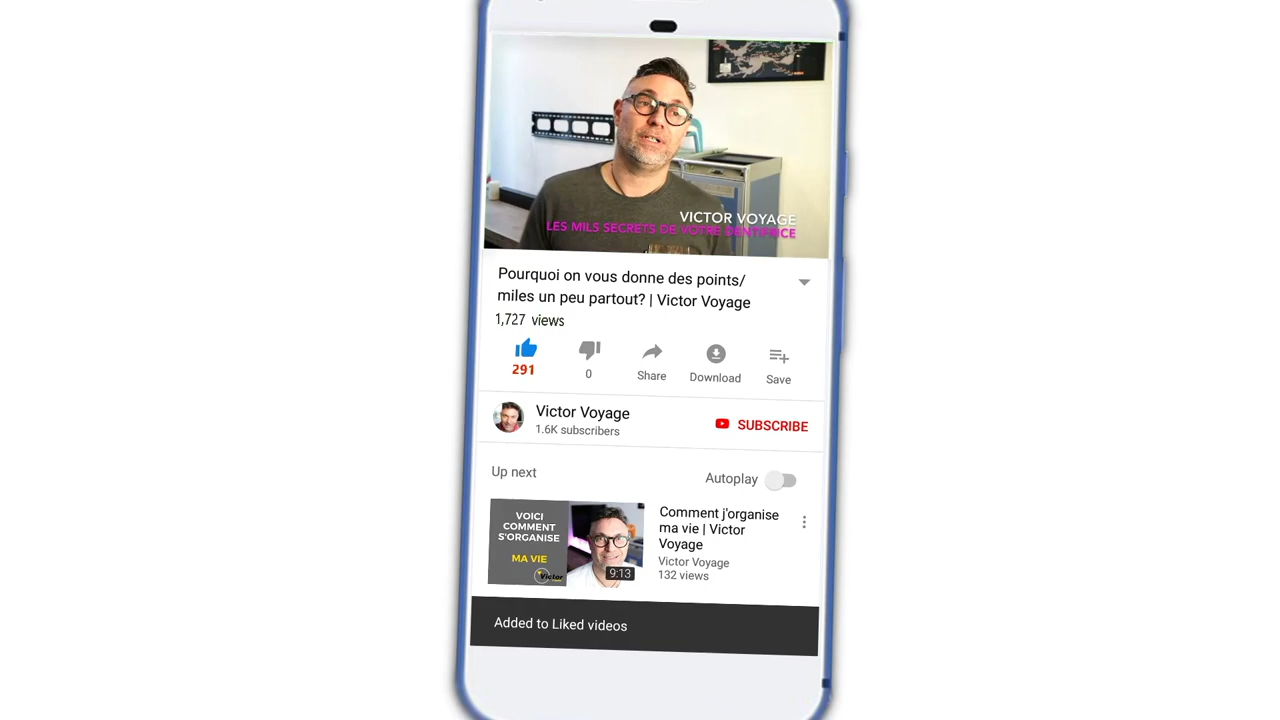 VICTOR VOYAGE
LES MILS SECRETS DE VOTRE DENTIFRICE
Pourquoi on vous donne des points/
miles un peu partout? | Victor Voyage
1,727 views
291
0
Share
Download
Save
Victor Voyage
1.6K subscribers
SUBSCRIBE
Up next
Autoplay
VOICI
COMMENT
S'ORGANISE
MA VIE
Victor
9:13
Comment j'organise
ma vie | Victor
Voyage
Victor Voyage
132 views
Added to Liked videos